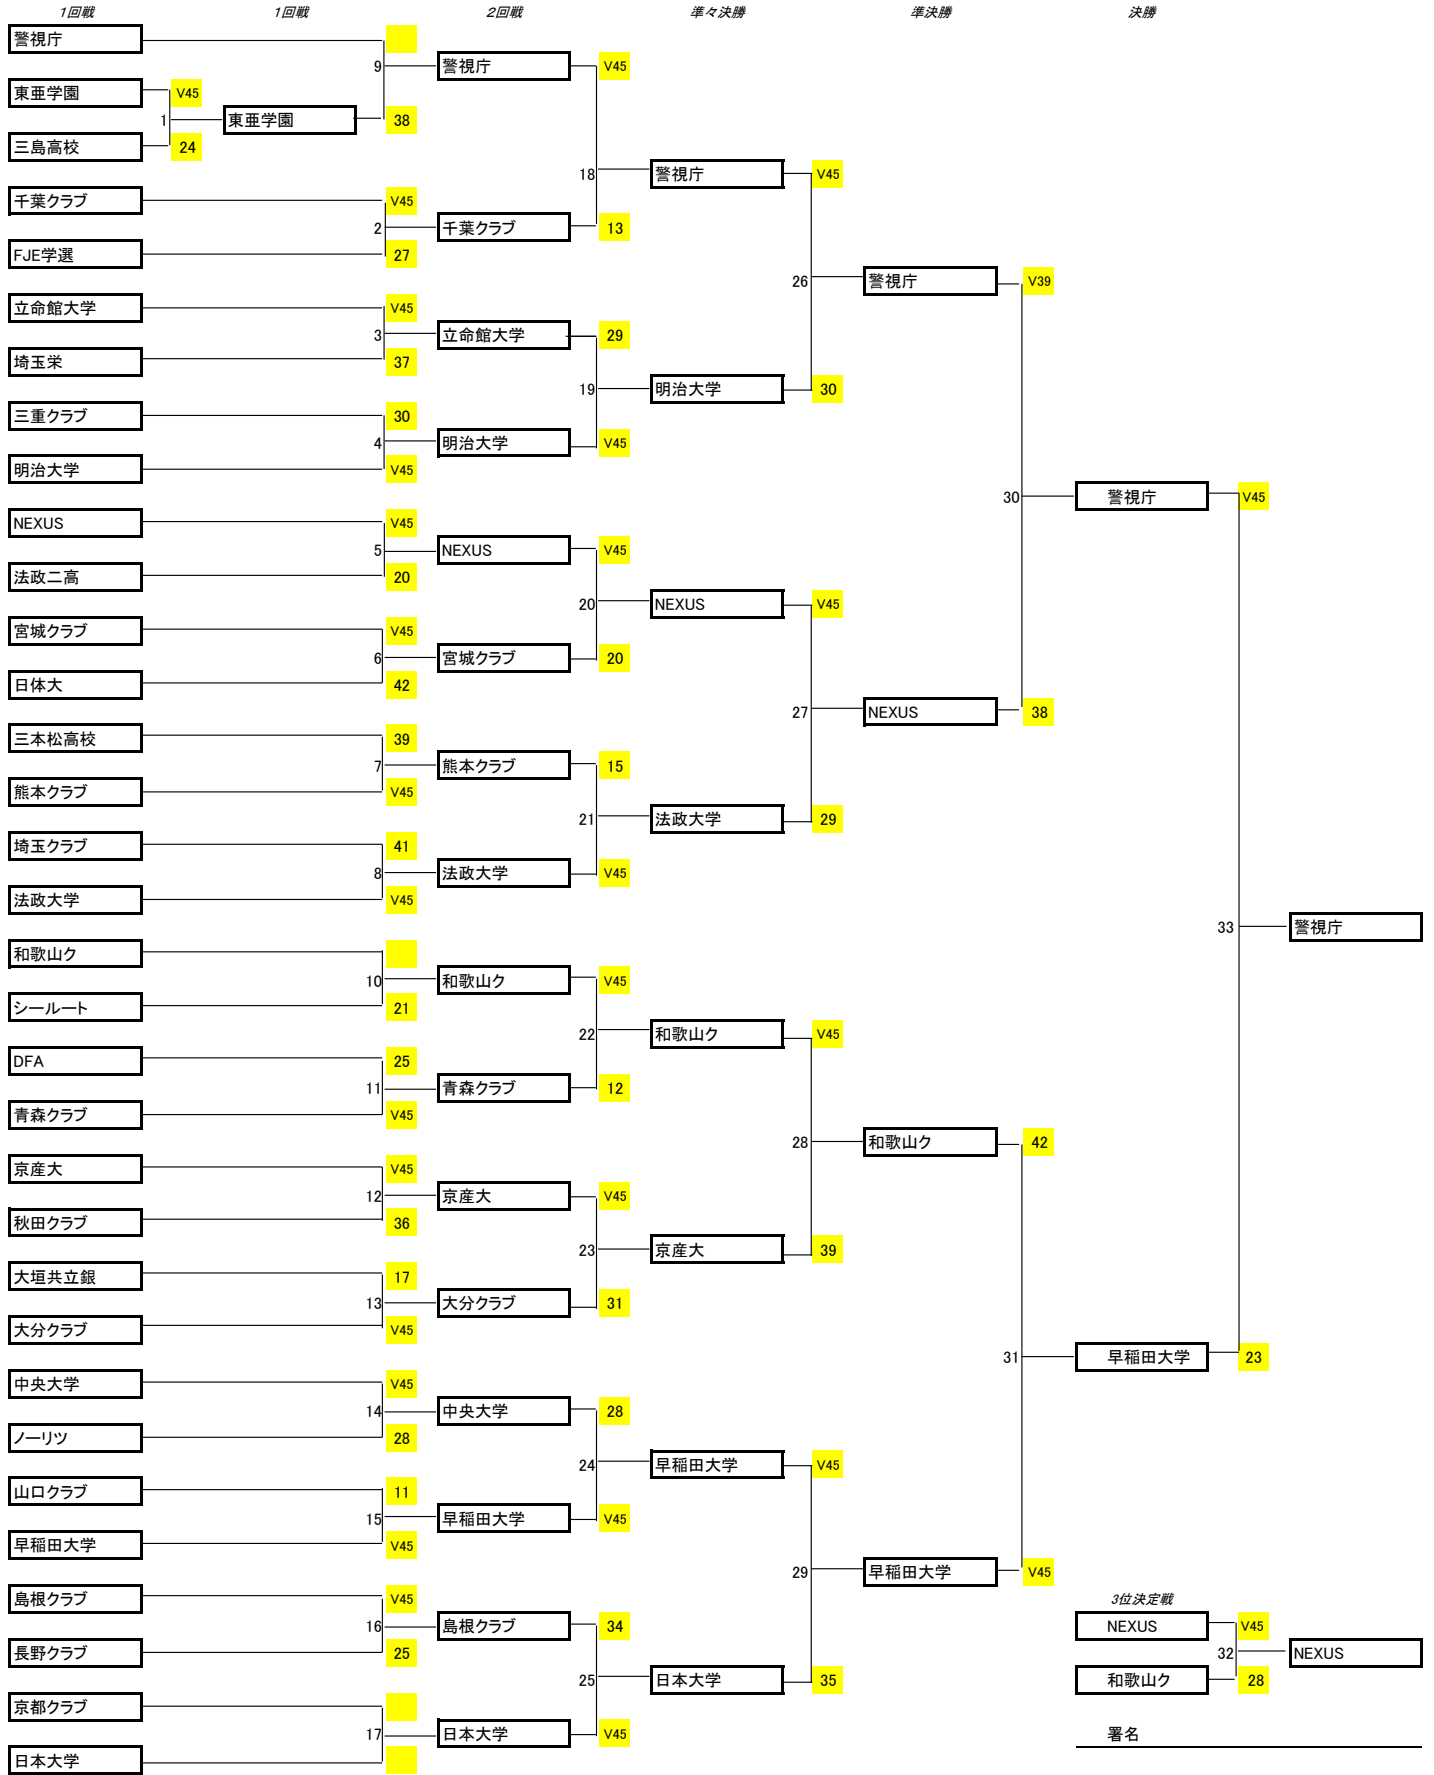 1回戦 1回戦 2回戦 準々決勝 準決勝 決勝
警視庁
9 警視庁 V45
東亜学園 V45
1 東亜学園 38
三島高校 24
18 警視庁 V45
千葉クラブ V45
2 千葉クラブ 13
FJE学選 27
26 警視庁 V39
立命館大学 V45
3 立命館大学 29
埼玉栄 37
19 明治大学 30
三重クラブ 30
4 明治大学 V45
明治大学 V45
30 警視庁 V45
NEXUS V45
5 NEXUS V45
法政二高 20
20 NEXUS V45
宮城クラブ V45
6 宮城クラブ 20
日体大 42
27 NEXUS 38
三本松高校 39
7 熊本クラブ 15
熊本クラブ V45
21 法政大学 29
埼玉クラブ 41
8 法政大学 V45
法政大学 V45
33 警視庁
和歌山ク
10 和歌山ク V45
シールート 21
22 和歌山ク V45
DFA 25
11 青森クラブ 12
青森クラブ V45
28 和歌山ク 42
京産大 V45
12 京産大 V45
秋田クラブ 36
23 京産大 39
大垣共立銀 17
13 大分クラブ 31
大分クラブ V45
31 早稲田大学 23
中央大学 V45
14 中央大学 28
ノーリツ 28
24 早稲田大学 V45
山口クラブ 11
15 早稲田大学 V45
早稲田大学 V45
29 早稲田大学 V45
島根クラブ V45
3位決定戦
16 島根クラブ 34
NEXUS V45
長野クラブ 25
32 NEXUS
25 日本大学 35
和歌山ク 28
京都クラブ
17 日本大学 V45
署名
日本大学